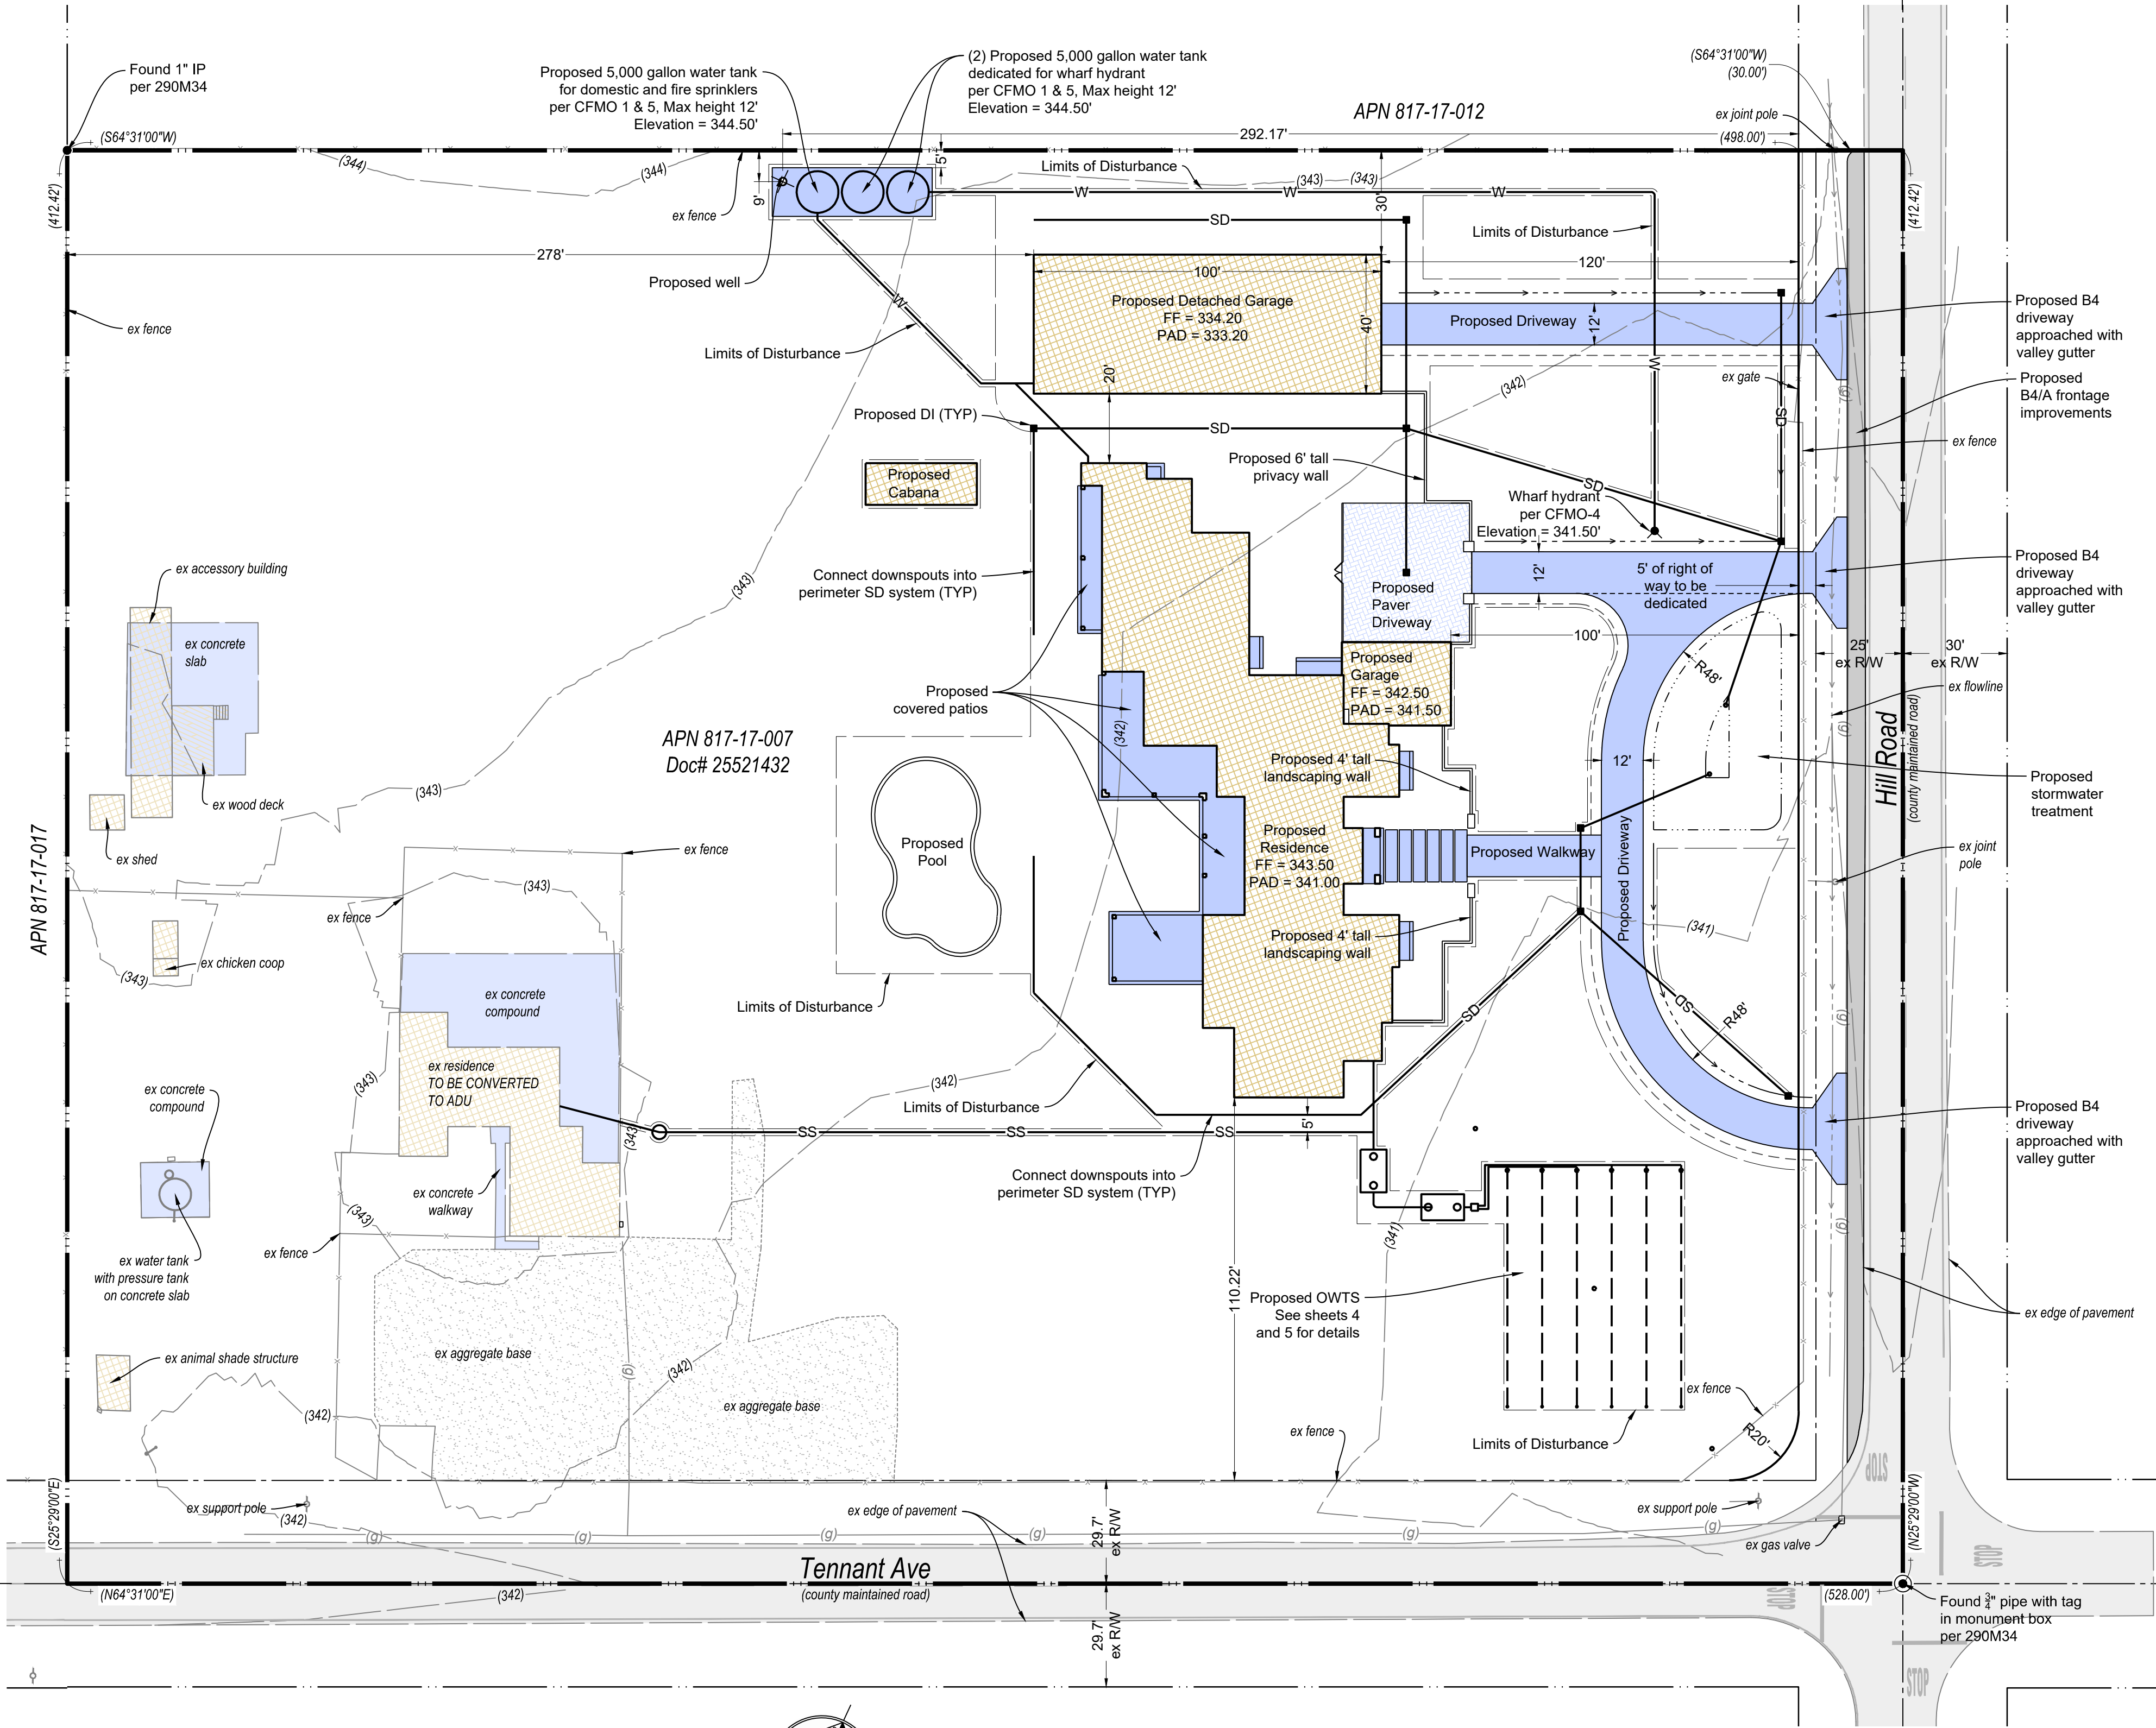 Found 1" IP
per 290M34
(S64°31'00"W)
(412.42')
Proposed 5,000 gallon water tank
for domestic and fire sprinklers
per CFMO 1 & 5, Max height 12'
Elevation = 344.50'
(2) Proposed 5,000 gallon water tank
dedicated for wharf hydrant
per CFMO 1 & 5, Max height 12'
Elevation = 344.50'
APN 817-17-012
292.17'
(S64°31'00"W)
(30.00')
ex joint pole
(498.00')
(412.42')
(344)
(344)
ex fence
9'
5'
Limits of Disturbance
(343)
(343)
30'
W
W
W
SD
Limits of Disturbance
278'
Proposed well
W
100'
Proposed Detached Garage
FF = 334.20
PAD = 333.20
40'
120'
Proposed Driveway
12'
Proposed B4
driveway
approached with
valley gutter
ex fence
Limits of Disturbance
20'
W
(342)
ex gate
(g)
Proposed
B4/A frontage
improvements
Proposed DI (TYP)
SD
SD
ex fence
Proposed
Cabana
Proposed 6' tall
privacy wall
SD
Wharf hydrant
per CFMO-4
Elevation = 341.50'
ex accessory building
ex concrete
slab
(343)
Connect downspouts into
perimeter SD system (TYP)
Proposed
Paver
Driveway
12'
5' of right of
way to be
dedicated
Proposed B4
driveway
approached with
valley gutter
100'
25'
ex R/W
30'
ex R/W
Proposed
Garage
FF = 342.50
PAD = 341.50
R48'
ex flowline
(g)
Proposed
covered patios
(342)
APN 817-17-007
Doc# 25521432
Hill Road
(county maintained road)
Proposed 4' tall
landscaping wall
12'
Proposed
stormwater
treatment
ex wood deck
(343)
ex shed
APN 817-17-017
ex fence
Proposed
Pool
Proposed
Residence
FF = 343.50
PAD = 341.00
Proposed Walkway
Proposed Driveway
ex joint
pole
(343)
ex fence
Proposed 4' tall
landscaping wall
(341)
ex chicken coop
(343)
ex concrete
compound
Limits of Disturbance
SD
SD
R48'
(g)
ex residence
TO BE CONVERTED
TO ADU
(343)
(342)
ex concrete
compound
Limits of Disturbance
Proposed B4
driveway
approached with
valley gutter
(343)
SS
SS
SS
5'
Connect downspouts into
perimeter SD system (TYP)
ex concrete
walkway
(343)
ex fence
(341)
(g)
ex water tank
with pressure tank
on concrete slab
110.22'
Proposed OWTS
See sheets 4
and 5 for details
ex edge of pavement
ex animal shade structure
ex aggregate base
(g)
(342)
ex aggregate base
(342)
ex fence
ex fence
R20'
Limits of Disturbance
STOP
ex support pole
(342)
ex edge of pavement
29.7'
ex R/W
ex support pole
(S25°29'00"E)
(N25°29'00"W)
(g)
(g)
(g)
(g)
(g)
(g)
ex gas valve
STOP
Tennant Ave
(county maintained road)
(N64°31'00"E)
(342)
STOP
(528.00')
Found ¾" pipe with tag
in monument box
per 290M34
29.7'
ex R/W
STOP